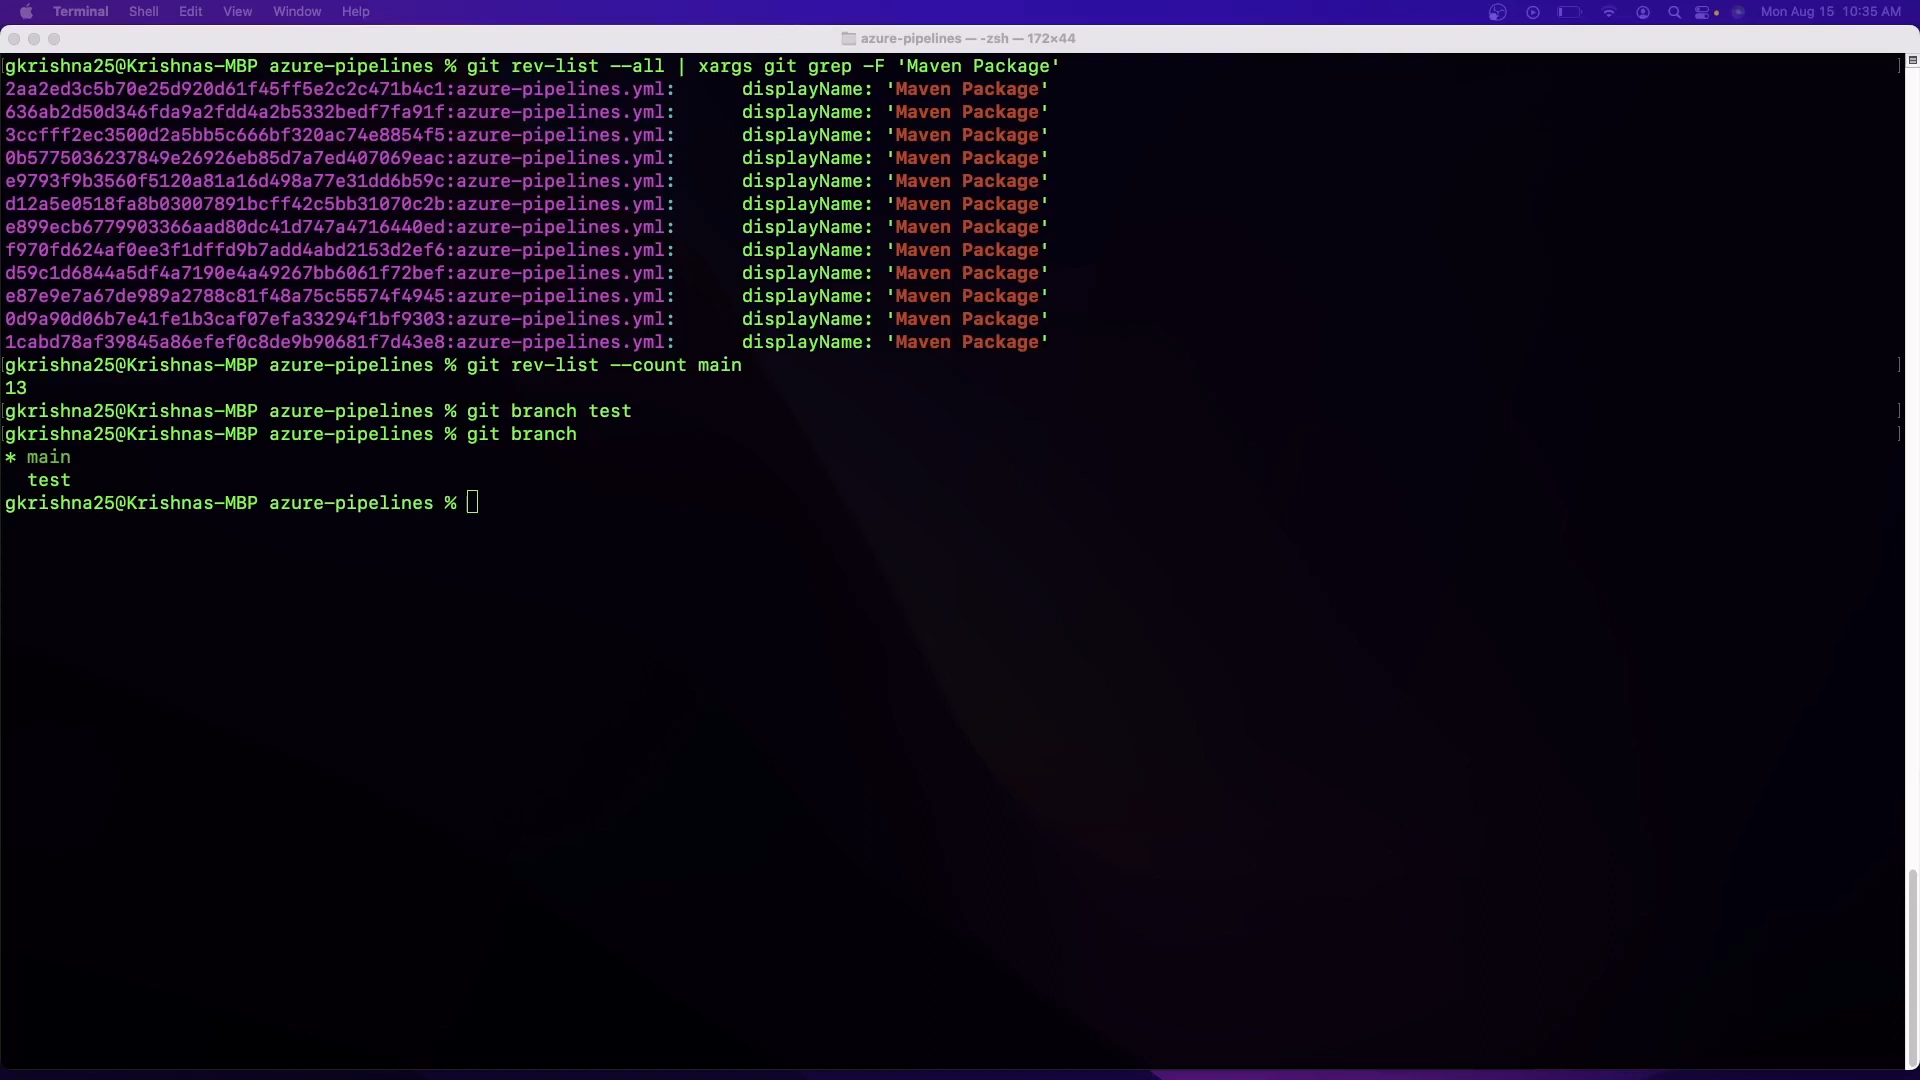 Terminal Shell Edit View Window Help Mon Aug 15 10:35 AM
azure-pipelines — -zsh — 172×44
gkrishna25@Krishnas-MBP azure-pipelines % git rev-list --all | xargs git grep -F 'Maven Package'
2aa2ed3c5b70e25d920d61f45ff5e2c2c471b4c1:azure-pipelines.yml: displayName: 'Maven Package'
636ab2d50d346fda9a2fdd4a2b5332bedf7fa91f:azure-pipelines.yml: displayName: 'Maven Package'
3ccfff2ec3500d2a5bb5c666bf320ac74e8854f5:azure-pipelines.yml: displayName: 'Maven Package'
0b5775036237849e26926eb85d7a7ed407069eac:azure-pipelines.yml: displayName: 'Maven Package'
e9793f9b3560f5120a81a16d498a77e31dd6b59c:azure-pipelines.yml: displayName: 'Maven Package'
d12a5e0518fa8b03007891bcff42c5bb31070c2b:azure-pipelines.yml: displayName: 'Maven Package'
e899ecb6779903366aad80dc41d747a4716440ed:azure-pipelines.yml: displayName: 'Maven Package'
f970fd624af0ee3f1dffd9b7add4abd2153d2ef6:azure-pipelines.yml: displayName: 'Maven Package'
d59c1d6844a5df4a7190e4a49267bb6061f72bef:azure-pipelines.yml: displayName: 'Maven Package'
e87e9e7a67de989a2788c81f48a75c55574f4945:azure-pipelines.yml: displayName: 'Maven Package'
0d9a90d06b7e41fe1b3caf07efa33294f1bf9303:azure-pipelines.yml: displayName: 'Maven Package'
1cabd78af39845a86efef0c8de9b90681f7d43e8:azure-pipelines.yml: displayName: 'Maven Package'
gkrishna25@Krishnas-MBP azure-pipelines % git rev-list --count main
13
gkrishna25@Krishnas-MBP azure-pipelines % git branch test
gkrishna25@Krishnas-MBP azure-pipelines % git branch
* main
test
gkrishna25@Krishnas-MBP azure-pipelines %